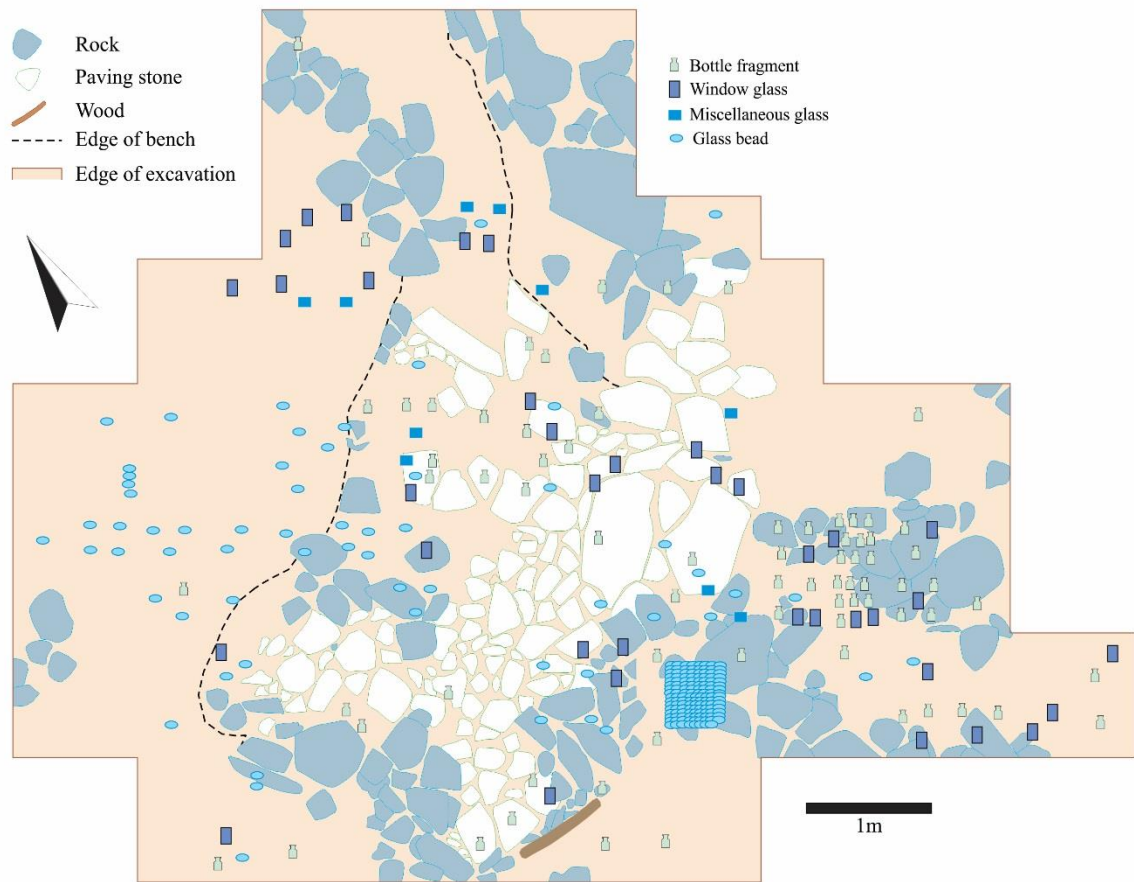 Rock
Paving stone
Wood
Edge of bench
Edge of excavation
Bottle fragment
Window glass
Miscellaneous glass
Glass bead
1m